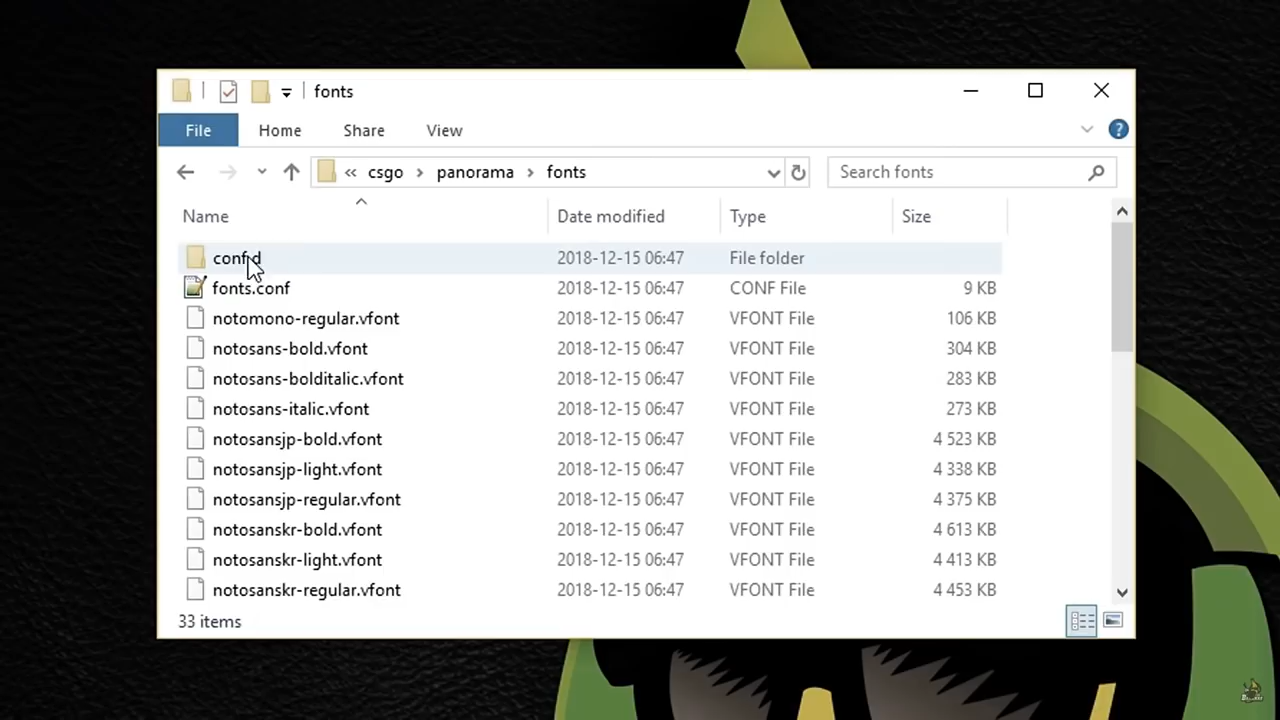 fonts
File Home Share View
« csgo › panorama › fonts Search fonts
Name Date modified Type Size
conf.d 2018-12-15 06:47 File folder
fonts.conf 2018-12-15 06:47 CONF File 9 KB
notomono-regular.vfont 2018-12-15 06:47 VFONT File 106 KB
notosans-bold.vfont 2018-12-15 06:47 VFONT File 304 KB
notosans-bolditalic.vfont 2018-12-15 06:47 VFONT File 283 KB
notosans-italic.vfont 2018-12-15 06:47 VFONT File 273 KB
notosansjp-bold.vfont 2018-12-15 06:47 VFONT File 4 523 KB
notosansjp-light.vfont 2018-12-15 06:47 VFONT File 4 338 KB
notosansjp-regular.vfont 2018-12-15 06:47 VFONT File 4 375 KB
notosanskr-bold.vfont 2018-12-15 06:47 VFONT File 4 613 KB
notosanskr-light.vfont 2018-12-15 06:47 VFONT File 4 413 KB
notosanskr-regular.vfont 2018-12-15 06:47 VFONT File 4 453 KB
33 items